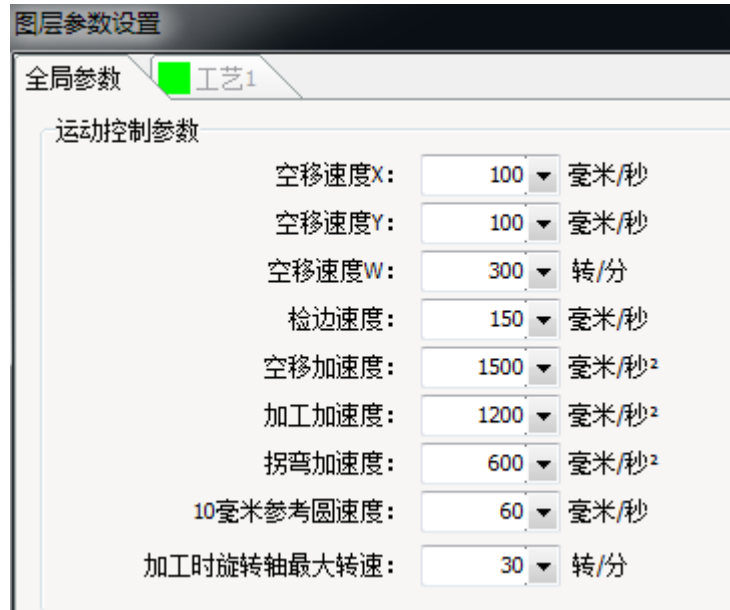 图层参数设置
全局参数 工艺1
运动控制参数
空移速度X: 100 毫米/秒
空移速度Y: 100 毫米/秒
空移速度W: 300 转/分
检边速度: 150 毫米/秒
空移加速度: 1500 毫米/秒²
加工加速度: 1200 毫米/秒²
拐弯加速度: 600 毫米/秒²
10毫米参考圆速度: 60 毫米/秒
加工时旋转轴最大转速: 30 转/分